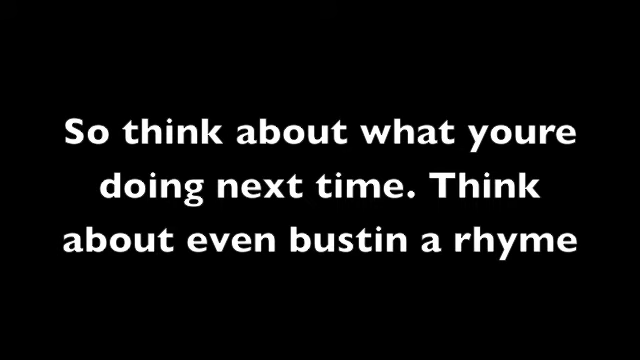 So think about what youre
doing next time. Think
about even bustin a rhyme